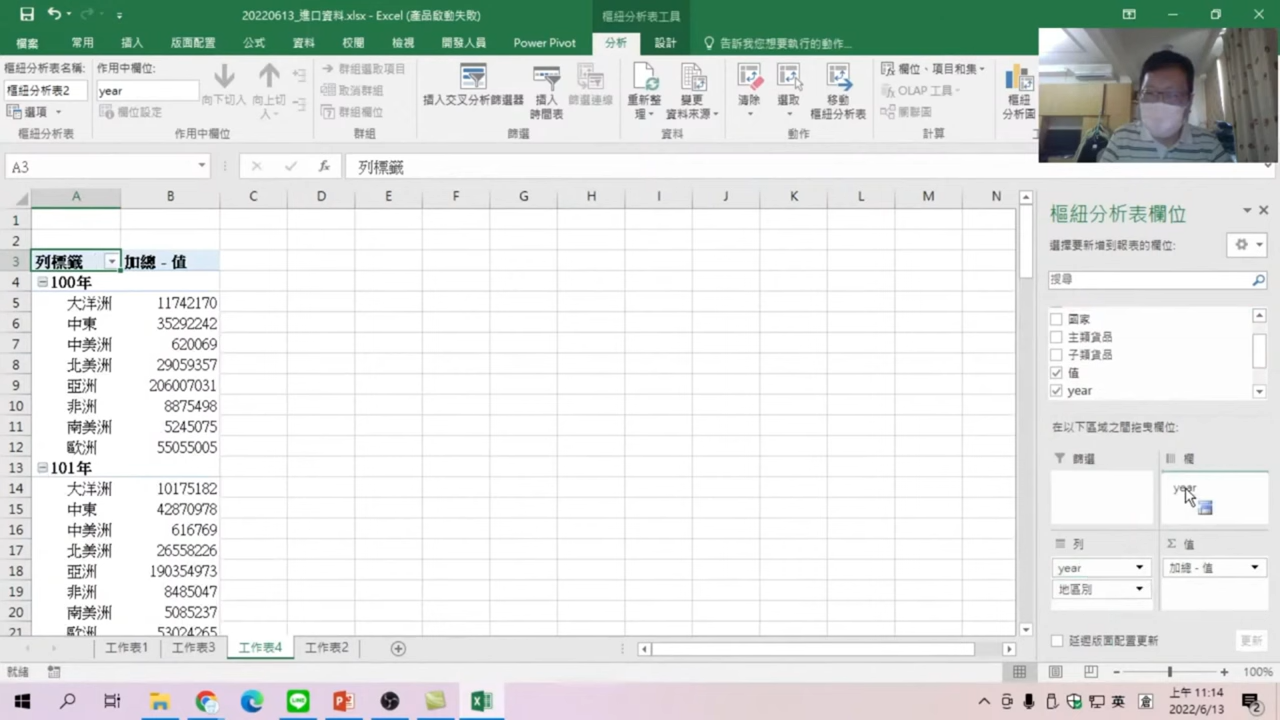 20220613_進口資料.xlsx - Excel (產品啟動失敗)
樞紐分析表工具
檔案 常用 插入 版面配置 公式 資料 校閱 檢視 開發人員 Power Pivot 分析 設計 告訴我您想要執行的動作...
樞紐分析表名稱: 作用中欄位:
樞紐分析表2 year
選項 欄位設定
向下切入 向上切入
樞紐分析表 作用中欄位
群組選取項目
取消群組
群組欄位
群組
插入交叉分析篩選器 插入時間表 篩選連線
篩選
重新整理 變更資料來源
資料
清除 選取 移動樞紐分析表
動作
欄位、項目和集
OLAP 工具
關聯圖
計算
樞紐分析圖
A3 列標籤
A B C D E F G H I J K L M N
1
2
3 列標籤 加總 - 值
4 100年
5 大洋洲 11742170
6 中東 35292242
7 中美洲 620069
8 北美洲 29059357
9 亞洲 206007031
10 非洲 8875498
11 南美洲 5245075
12 歐洲 55055005
13 101年
14 大洋洲 10175182
15 中東 42870978
16 中美洲 616769
17 北美洲 26558226
18 亞洲 190354973
19 非洲 8485047
20 南美洲 5085237
21 歐洲 53024265
工作表1 工作表3 工作表4 工作表2
就緒
100%
樞紐分析表欄位
選擇要新增到報表的欄位:
搜尋
國家
主類貨品
子類貨品
值
year
在以下區域之間拖曳欄位:
篩選 欄
year
列 值
year 加總 - 值
地區別
延遲版面配置更新 更新
英
上午 11:14
2022/6/13
2